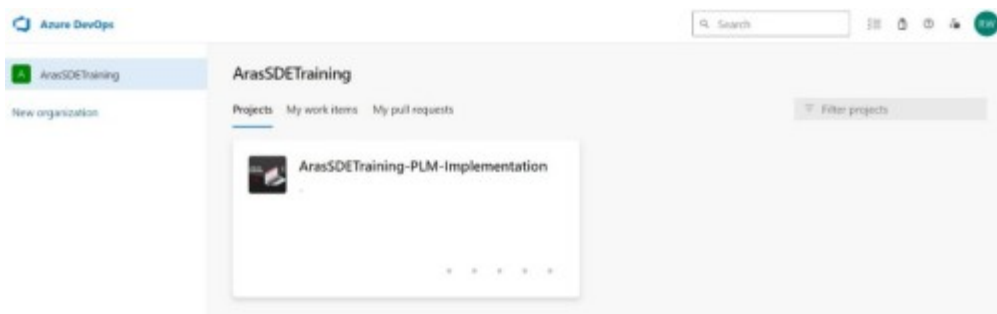 Azure DevOps
Search
RW
A ArasSDETraining
New organization
ArasSDETraining
Projects My work items My pull requests
Filter projects
ArasSDETraining-PLM-Implementation